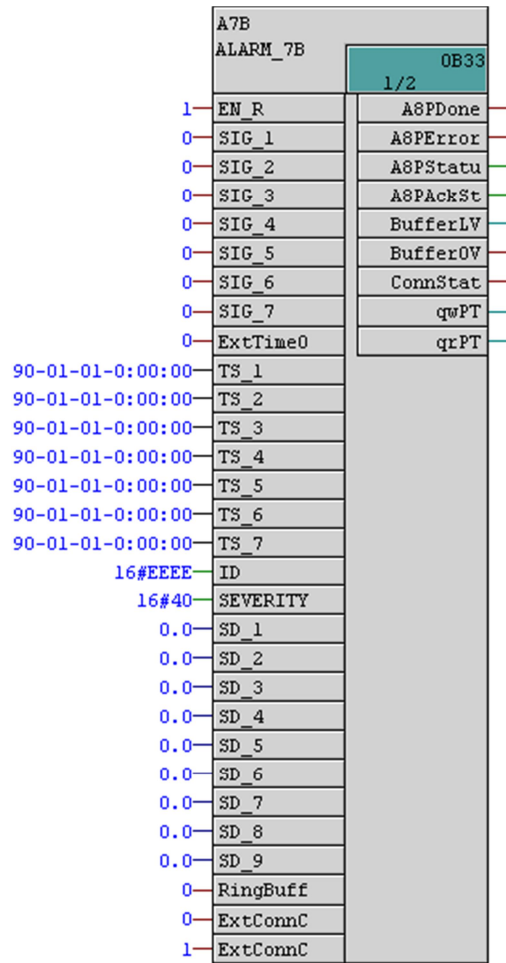 A7B
ALARM_7B
OB33
1/2
1 EN_R A8PDone
0 SIG_1 A8PError
0 SIG_2 A8PStatu
0 SIG_3 A8PAckSt
0 SIG_4 BufferLV
0 SIG_5 BufferOV
0 SIG_6 ConnStat
0 SIG_7 qwPT
0 ExtTimeO qrPT
90-01-01-0:00:00 TS_1
90-01-01-0:00:00 TS_2
90-01-01-0:00:00 TS_3
90-01-01-0:00:00 TS_4
90-01-01-0:00:00 TS_5
90-01-01-0:00:00 TS_6
90-01-01-0:00:00 TS_7
16#EEEE ID
16#40 SEVERITY
0.0 SD_1
0.0 SD_2
0.0 SD_3
0.0 SD_4
0.0 SD_5
0.0 SD_6
0.0 SD_7
0.0 SD_8
0.0 SD_9
0 RingBuff
0 ExtConnC
1 ExtConnC